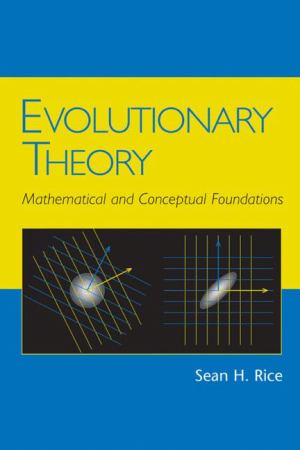 EVOLUTIONARY
THEORY
Mathematical and Conceptual Foundations
Sean H. Rice